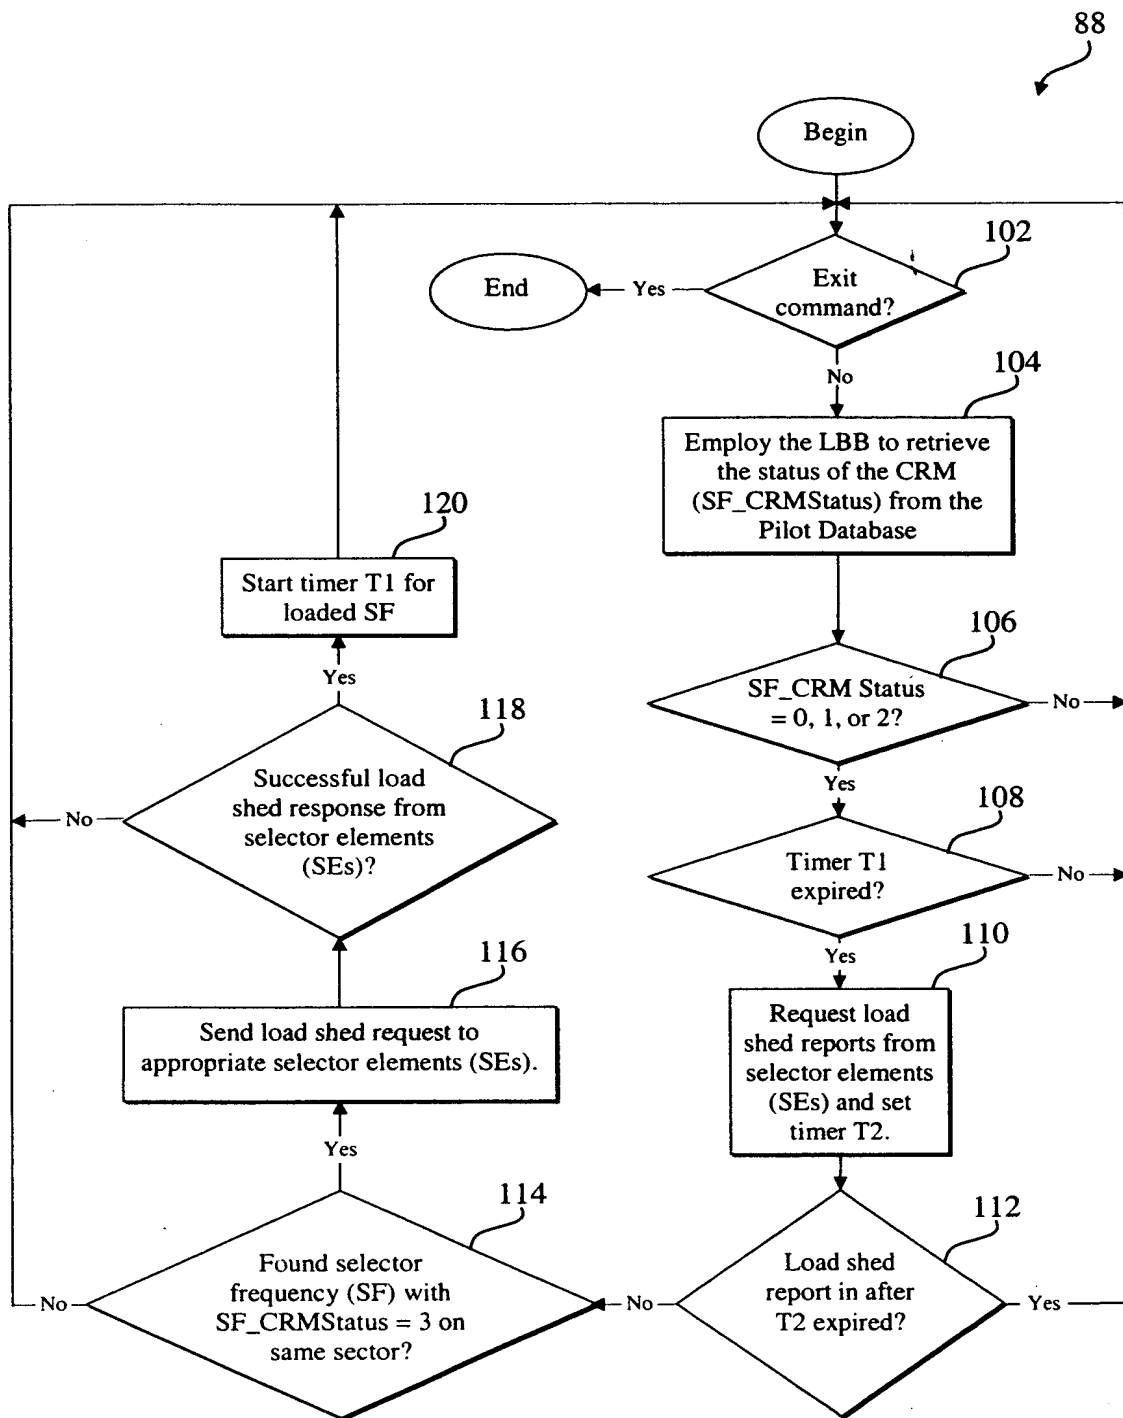 88
Begin
102
Exit
command?
Yes
End
No
104
Employ the LBB to retrieve
the status of the CRM
(SF_CRMStatus) from the
Pilot Database
106
SF_CRM Status
= 0, 1, or 2?
No
Yes
108
Timer T1
expired?
No
Yes
110
Request load
shed reports from
selector elements
(SEs) and set
timer T2.
112
Load shed
report in after
T2 expired?
Yes
No
114
Found selector
frequency (SF) with
SF_CRMStatus = 3 on
same sector?
No
Yes
116
Send load shed request to
appropriate selector elements (SEs).
118
Successful load
shed response from
selector elements
(SEs)?
No
Yes
120
Start timer T1 for
loaded SF